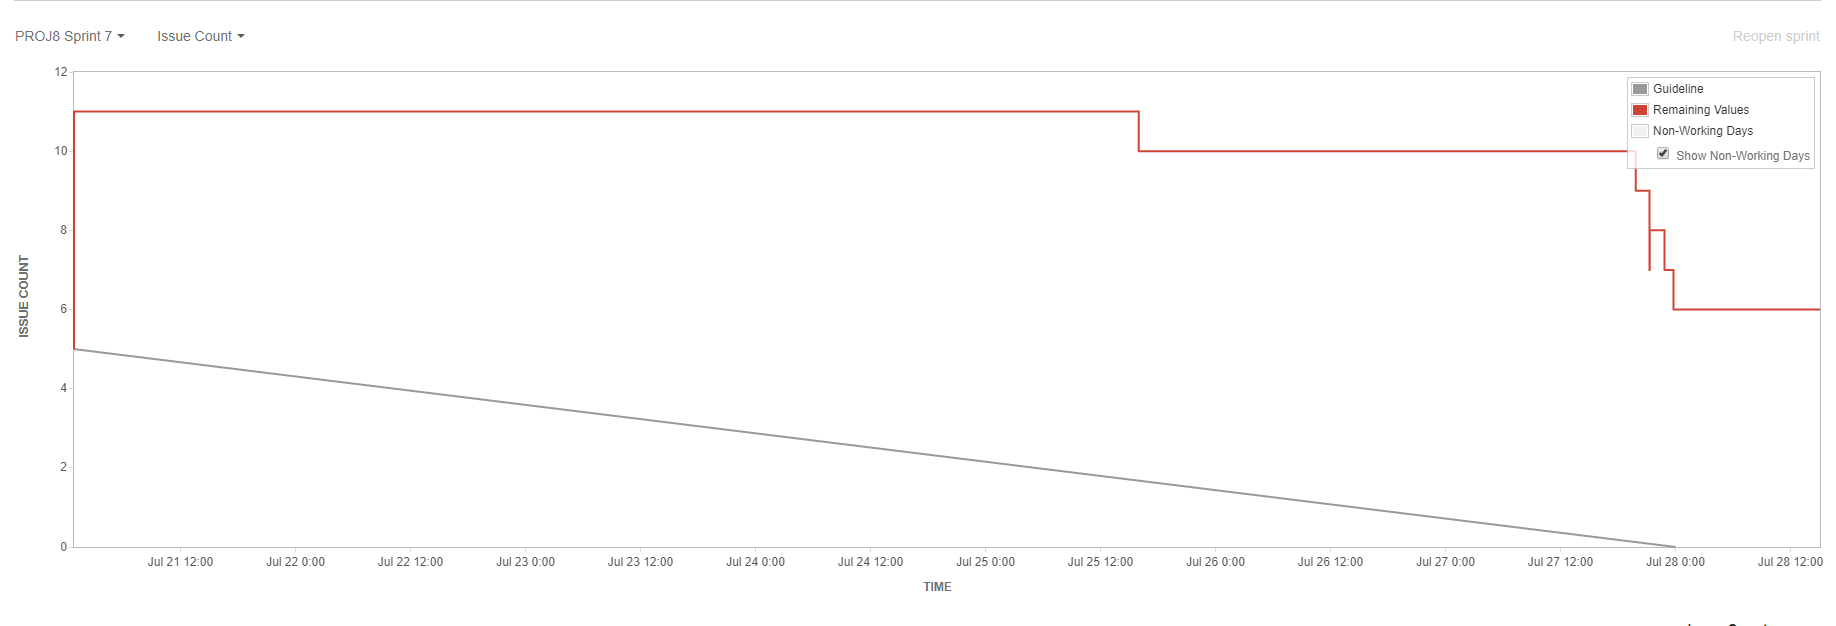 PROJ8 Sprint 7 Issue Count Reopen sprint
12
10
8
6
4
2
0
ISSUE COUNT
Guideline
Remaining Values
Non-Working Days
Show Non-Working Days
Jul 21 12:00 Jul 22 0:00 Jul 22 12:00 Jul 23 0:00 Jul 23 12:00 Jul 24 0:00 Jul 24 12:00 Jul 25 0:00 Jul 25 12:00 Jul 26 0:00 Jul 26 12:00 Jul 27 0:00 Jul 27 12:00 Jul 28 0:00 Jul 28 12:00
TIME